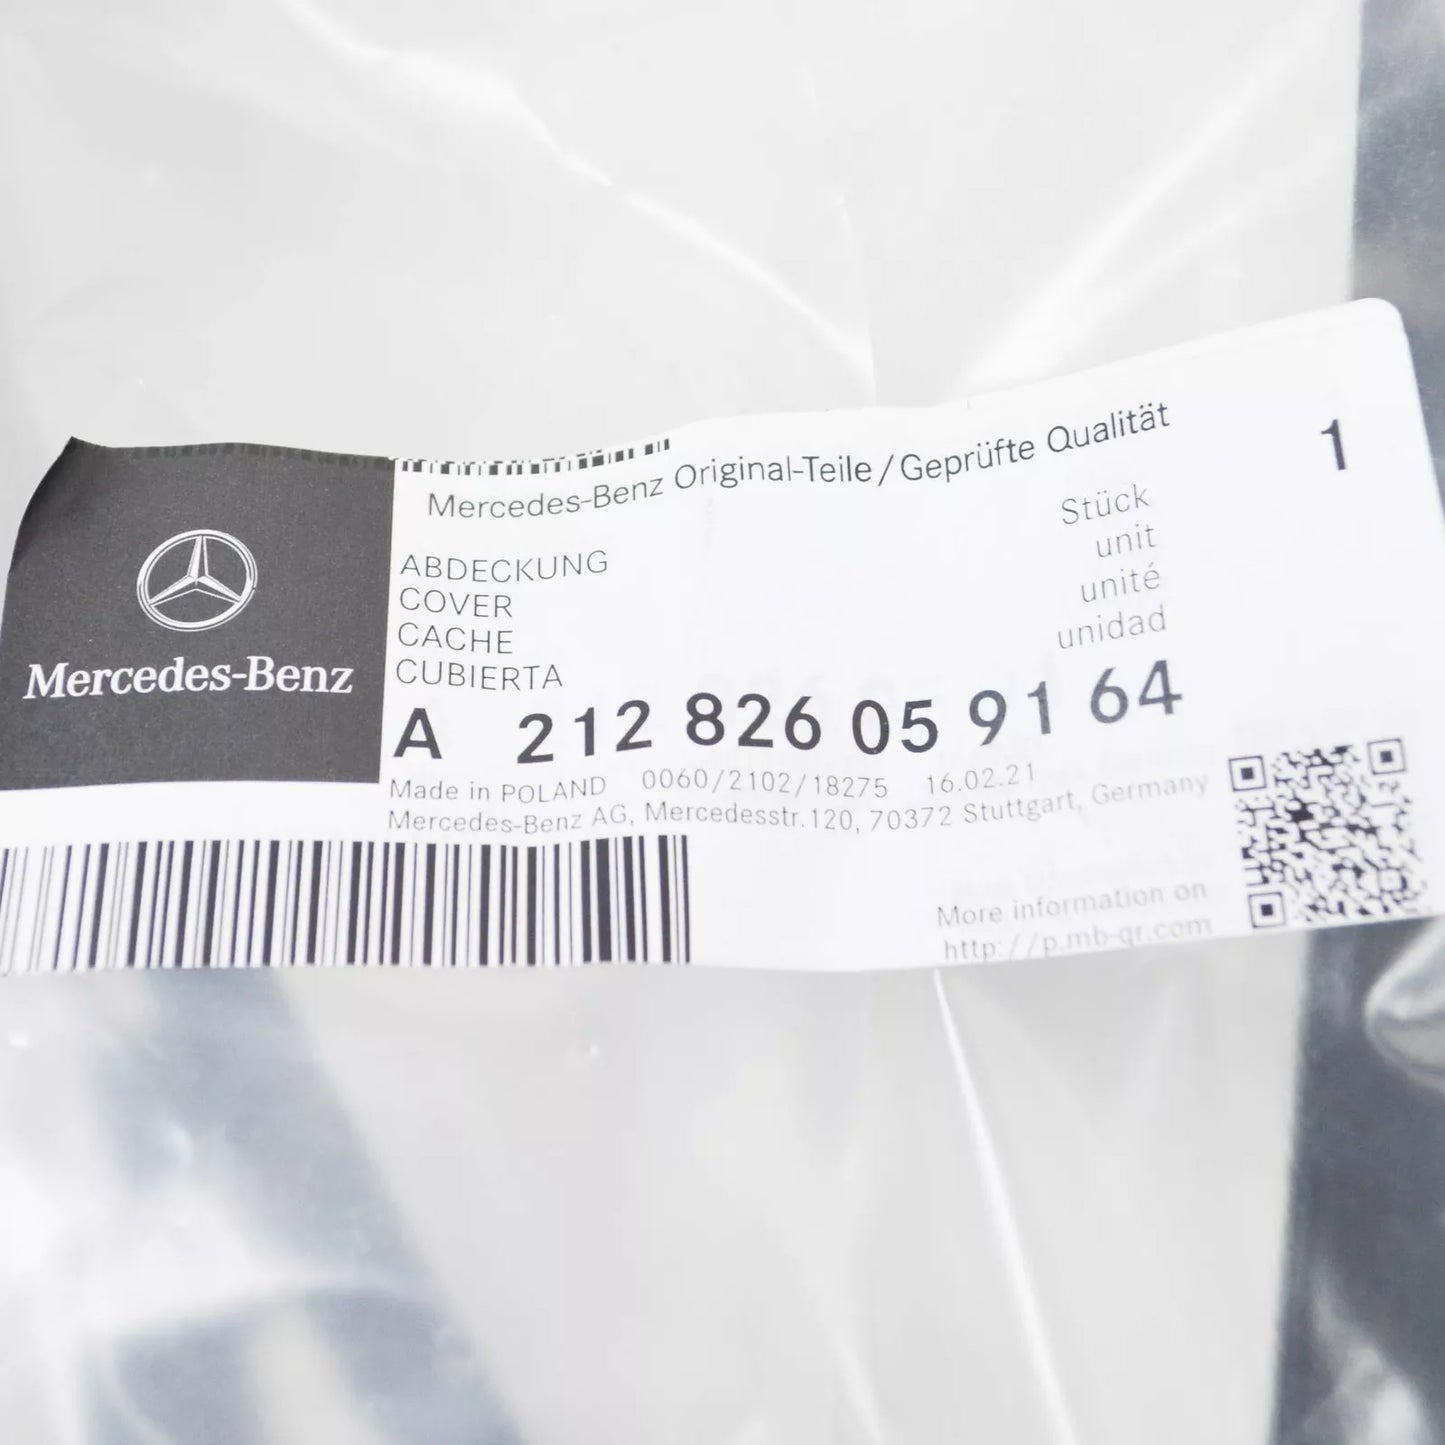 Mercedes-Benz
Mercedes-Benz Original-Teile / Geprüfte Qualität
1
ABDECKUNG
COVER
CACHE
CUBIERTA
Stück
unit
unité
unidad
A 212 826 05 59 91 64
Made in POLAND 0060/2102/18275 16.02.21
Mercedes-Benz AG, Mercedesstr.120, 70372 Stuttgart, Germany
More information on
http://p.mb-qr.com